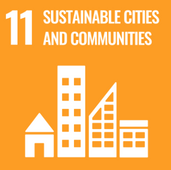 11 SUSTAINABLE CITIES
AND COMMUNITIES